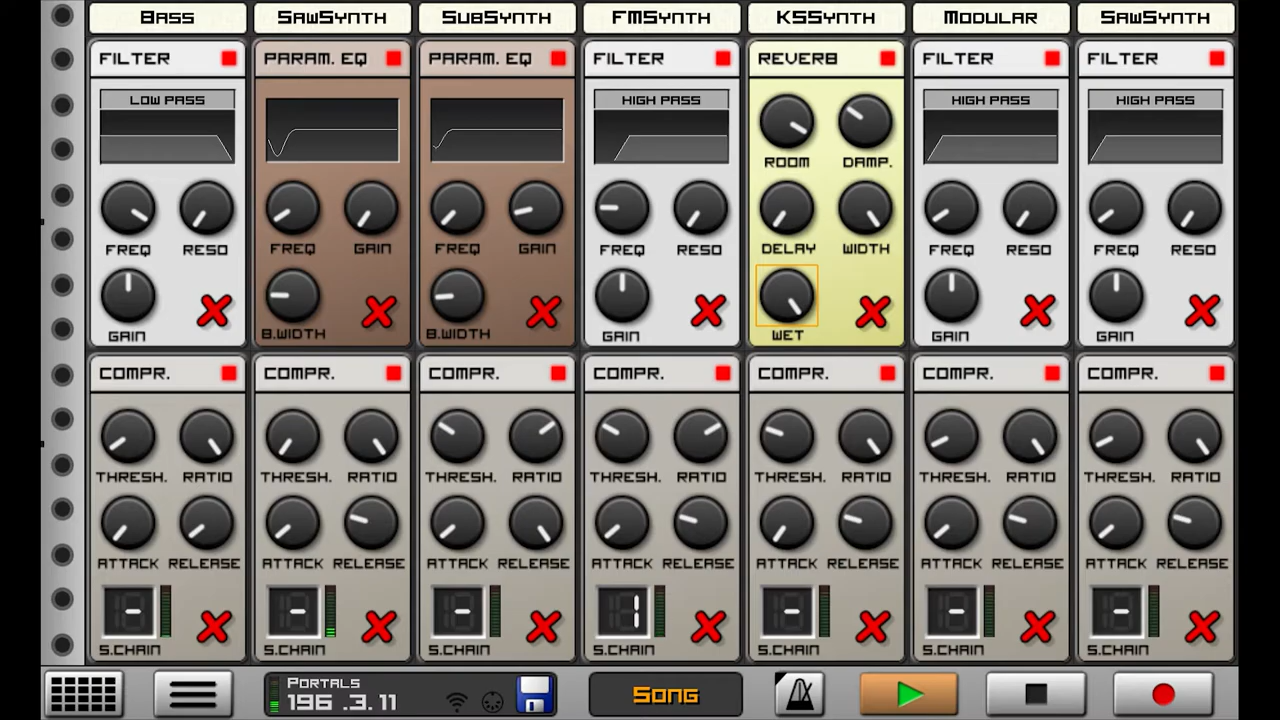 Bass SawSynth SubSynth FMSynth KSSynth Modular SawSynth
FILTER PARAM. EQ PARAM. EQ FILTER REVERB FILTER FILTER
LOW PASS HIGH PASS HIGH PASS HIGH PASS
ROOM DAMP.
FREQ RESO FREQ GAIN FREQ GAIN FREQ RESO DELAY WIDTH FREQ RESO FREQ RESO
GAIN B.WIDTH B.WIDTH GAIN WET GAIN GAIN
COMPR. COMPR. COMPR. COMPR. COMPR. COMPR. COMPR.
THRESH. RATIO THRESH. RATIO THRESH. RATIO THRESH. RATIO THRESH. RATIO THRESH. RATIO THRESH. RATIO
ATTACK RELEASE ATTACK RELEASE ATTACK RELEASE ATTACK RELEASE ATTACK RELEASE ATTACK RELEASE ATTACK RELEASE
- - - 1 - - -
S.CHAIN S.CHAIN S.CHAIN S.CHAIN S.CHAIN S.CHAIN S.CHAIN
Portals
196 .3.11
Song